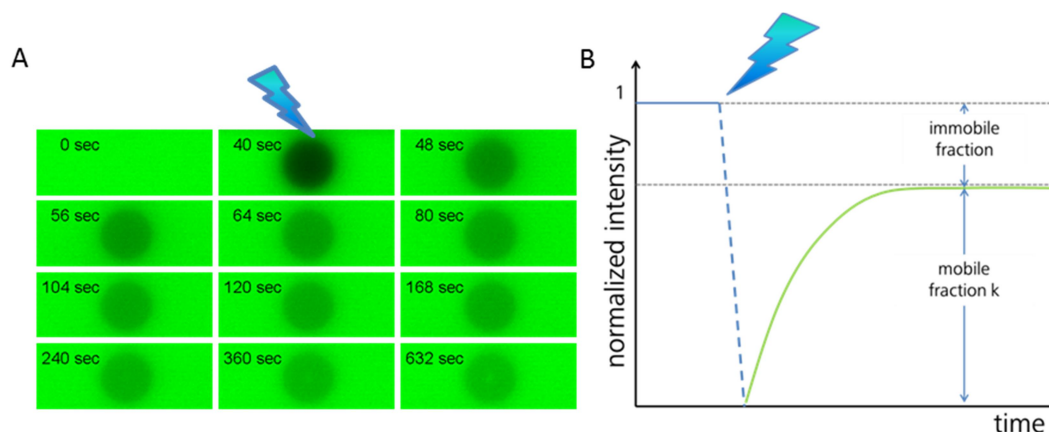 A
0 sec
40 sec
48 sec
56 sec
64 sec
80 sec
104 sec
120 sec
168 sec
240 sec
360 sec
632 sec
B
1
normalized intensity
immobile
fraction
mobile
fraction k
time